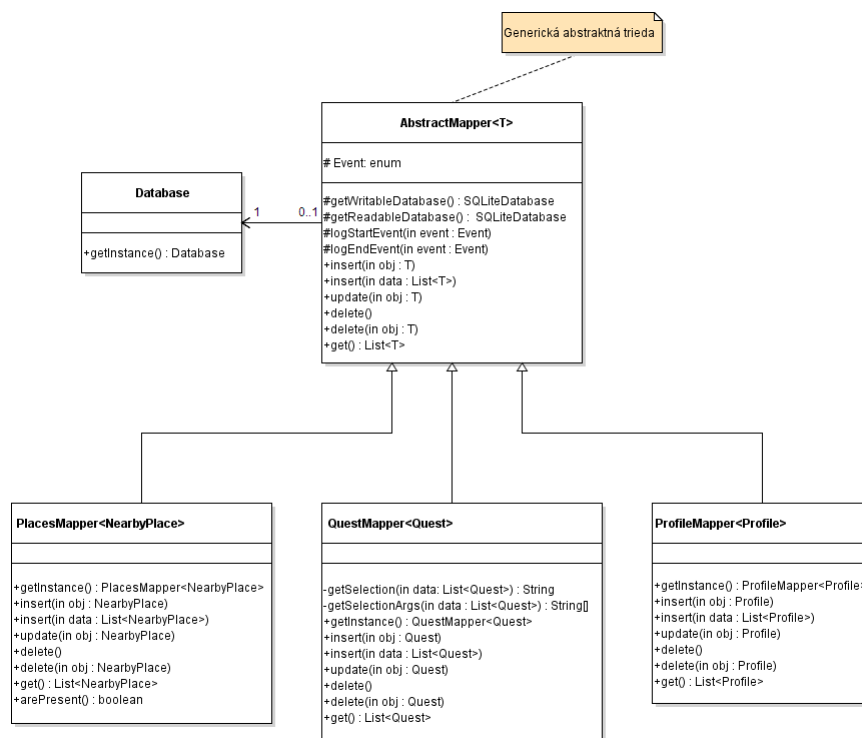 Generická abstraktná trieda
AbstractMapper<T>
# Event: enum
#getWritableDatabase() : SQLiteDatabase
#getReadableDatabase() : SQLiteDatabase
#logStartEvent(in event : Event)
#logEndEvent(in event : Event)
+insert(in obj : T)
+insert(in data : List<T>)
+update(in obj : T)
+delete()
+delete(in obj : T)
+get() : List<T>
Database
+getInstance() : Database
1
0..1
PlacesMapper<NearbyPlace>
+getInstance() : PlacesMapper<NearbyPlace>
+insert(in obj : NearbyPlace)
+insert(in data : List<NearbyPlace>)
+update(in obj : NearbyPlace)
+delete()
+delete(in obj : NearbyPlace)
+get() : List<NearbyPlace>
+arePresent() : boolean
QuestMapper<Quest>
-getSelection(in data: List<Quest>) : String
-getSelectionArgs(in data : List<Quest>) : String[]
+getInstance() : QuestMapper<Quest>
+insert(in obj : Quest)
+insert(in data : List<Quest>)
+update(in obj : Quest)
+delete()
+delete(in obj : Quest)
+get() : List<Quest>
ProfileMapper<Profile>
+getInstance() : ProfileMapper<Profile>
+insert(in obj : Profile)
+insert(in data : List<Profile>)
+update(in obj : Profile)
+delete()
+delete(in obj : Profile)
+get() : List<Profile>